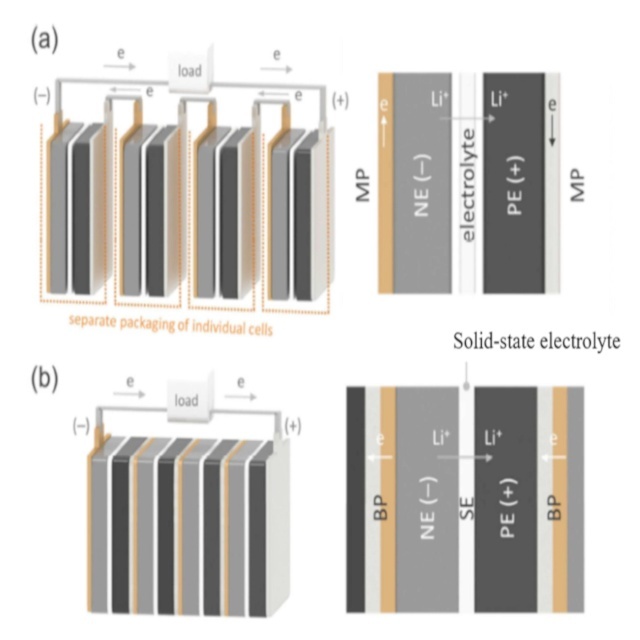 (a)
e
load
e
(–)
e
e
(+)
separate packaging of individual cells
MP
e
NE (–)
Li⁺
electrolyte
Li⁺
PE (+)
e
MP
Solid-state electrolyte
(b)
e
load
e
(–)
(+)
e
BP
NE (–)
Li⁺
SE
Li⁺
PE (+)
e
BP